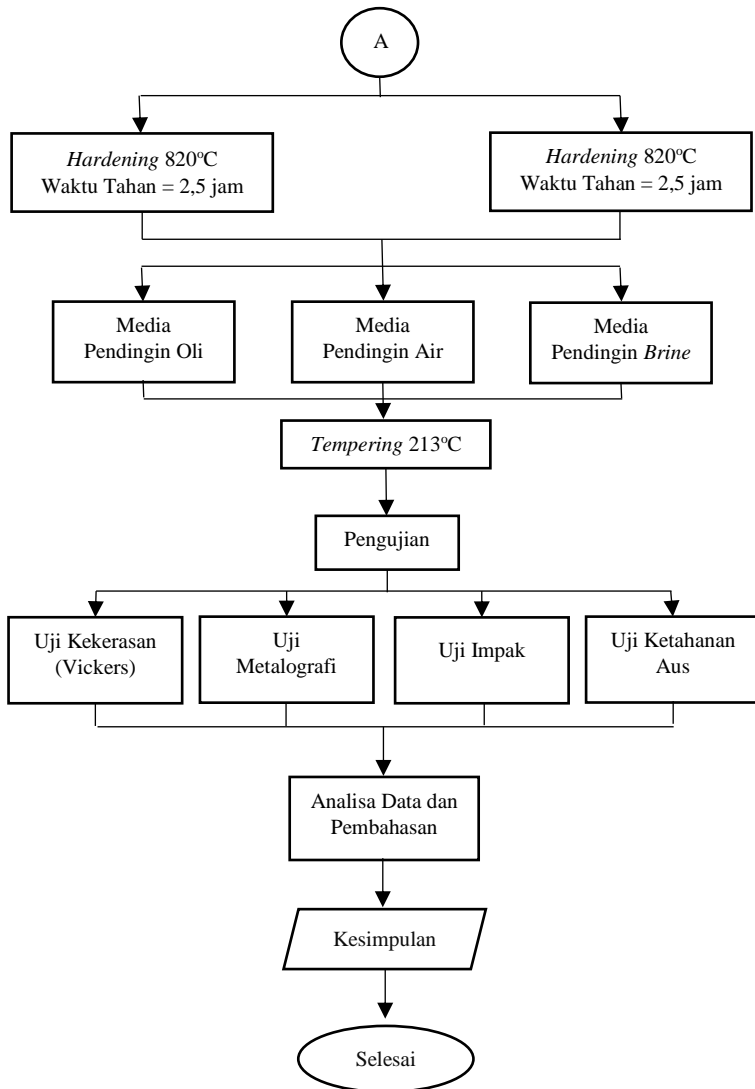 A
Hardening 820ºC
Waktu Tahan = 2,5 jam
Hardening 820ºC
Waktu Tahan = 2,5 jam
Media
Pendingin Oli
Media
Pendingin Air
Media
Pendingin Brine
Tempering 213ºC
Pengujian
Uji Kekerasan
(Vickers)
Uji
Metalografi
Uji Impak
Uji Ketahanan
Aus
Analisa Data dan
Pembahasan
Kesimpulan
Selesai